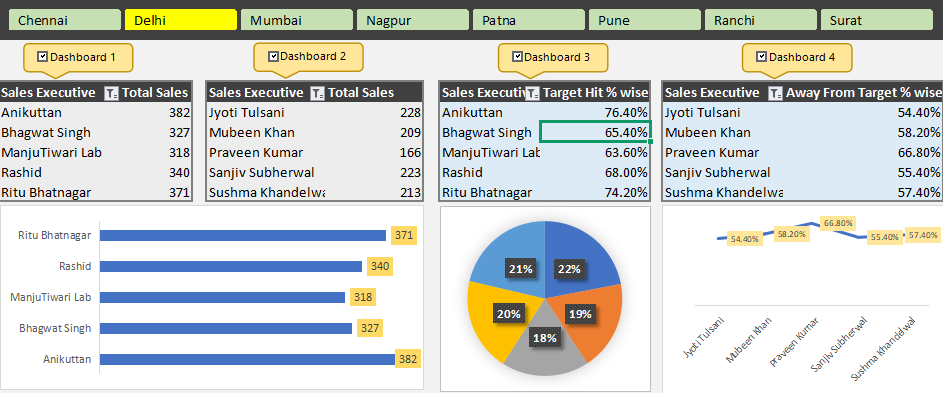 Chennai Delhi Mumbai Nagpur Patna Pune Ranchi Surat
Dashboard 1 Dashboard 2 Dashboard 3 Dashboard 4
Sales Executive Total Sales
Anikuttan 382
Bhagwat Singh 327
ManjuTiwari Lab 318
Rashid 340
Ritu Bhatnagar 371
Sales Executive Total Sales
Jyoti Tulsani 228
Mubeen Khan 209
Praveen Kumar 166
Sanjiv Subherwal 223
Sushma Khandelwa 213
Sales Executi Target Hit % wise
Anikuttan 76.40%
Bhagwat Singh 65.40%
ManjuTiwari Lab 63.60%
Rashid 68.00%
Ritu Bhatnagar 74.20%
Sales Executive Away From Target % wise
Jyoti Tulsani 54.40%
Mubeen Khan 58.20%
Praveen Kumar 66.80%
Sanjiv Subherwal 55.40%
Sushma Khandelwa 57.40%
Ritu Bhatnagar 371
Rashid 340
ManjuTiwari Lab 318
Bhagwat Singh 327
Anikuttan 382
21% 22%
20% 19%
18%
54.40% 58.20% 66.80% 55.40% 57.40%
Jyoti Tulsani
Mubeen Khan
Praveen Kumar
Sanjiv Subherwal
Sushma Khandelwal